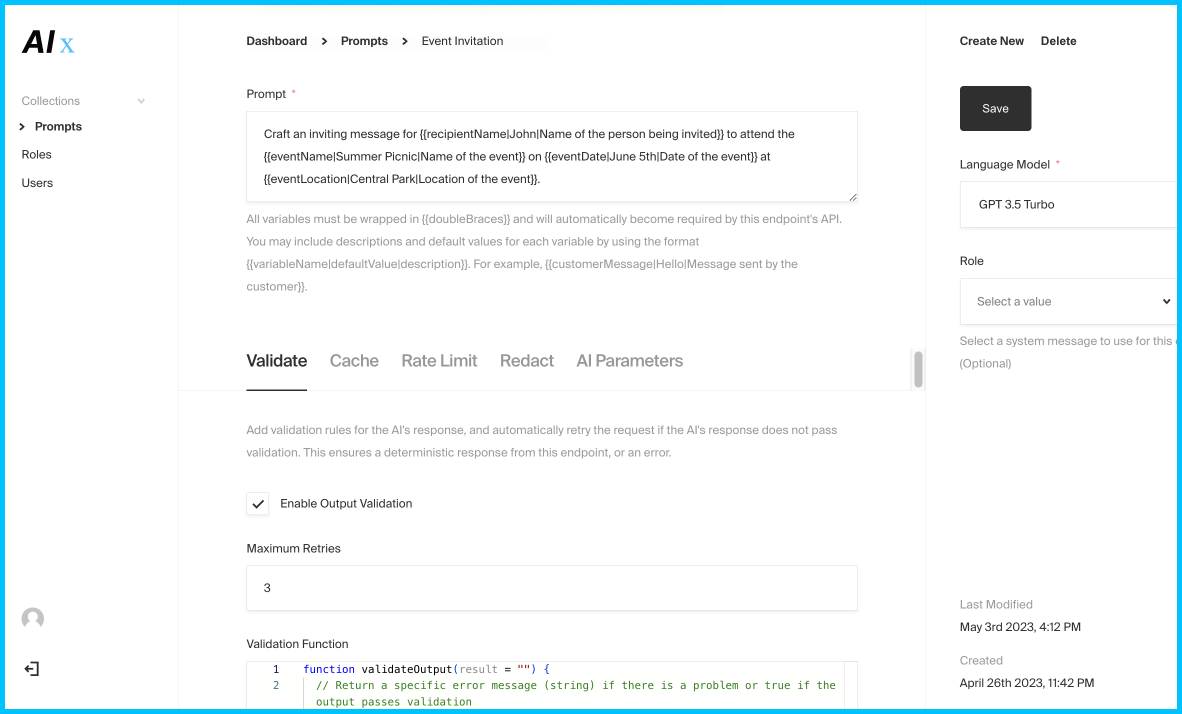 AI x
Collections
Prompts
Roles
Users
Dashboard > Prompts > Event Invitation
Prompt *
Craft an inviting message for {{recipientName|John|Name of the person being invited}} to attend the
{{eventName|Summer Picnic|Name of the event}} on {{eventDate|June 5th|Date of the event}} at
{{eventLocation|Central Park|Location of the event}}.
All variables must be wrapped in {{doubleBraces}} and will automatically become required by this endpoint's API.
You may include descriptions and default values for each variable by using the format
{{variableName|defaultValue|description}}. For example, {{customerMessage|Hello|Message sent by the
customer}}.
Validate Cache Rate Limit Redact AI Parameters
Add validation rules for the AI's response, and automatically retry the request if the AI's response does not pass
validation. This ensures a deterministic response from this endpoint, or an error.
Enable Output Validation
Maximum Retries
3
Validation Function
1 function validateOutput(result = "") {
2 // Return a specific error message (string) if there is a problem or true if the
output passes validation
Create New Delete
Save
Language Model *
GPT 3.5 Turbo
Role
Select a value
Select a system message to use for this
(Optional)
Last Modified
May 3rd 2023, 4:12 PM
Created
April 26th 2023, 11:42 PM